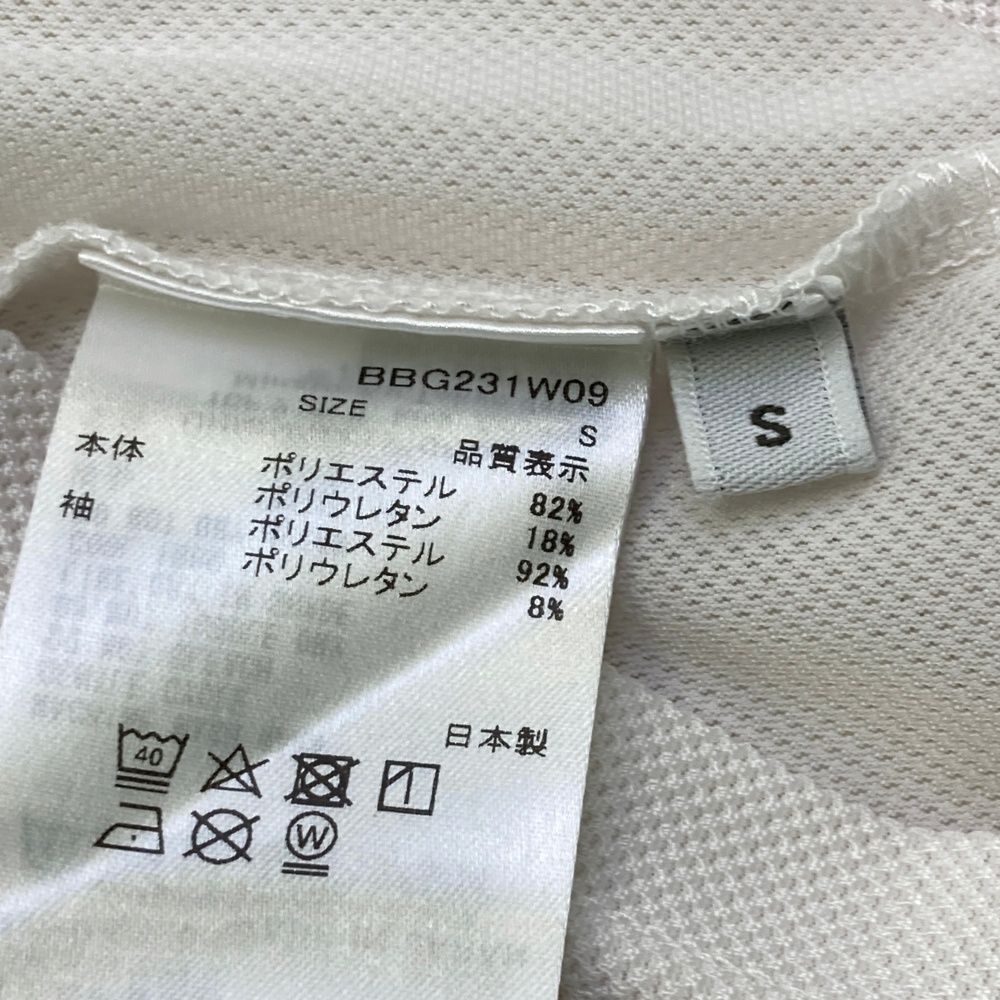 BBG231W09
SIZE S
品質表示
本体 ポリエステル 82%
ポリウレタン 18%
袖 ポリエステル 92%
ポリウレタン 8%
日本製
40
W
S